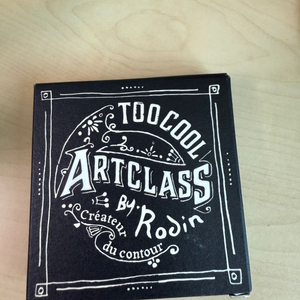 TOO COOL
ARTCLASS
By Rodin
Créateur
du contour